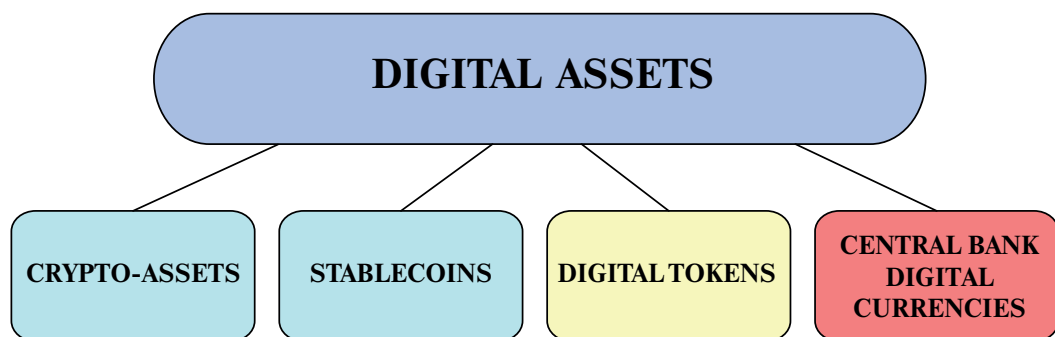 DIGITAL ASSETS
CRYPTO-ASSETS
STABLECOINS
DIGITAL TOKENS
CENTRAL BANK
DIGITAL
CURRENCIES